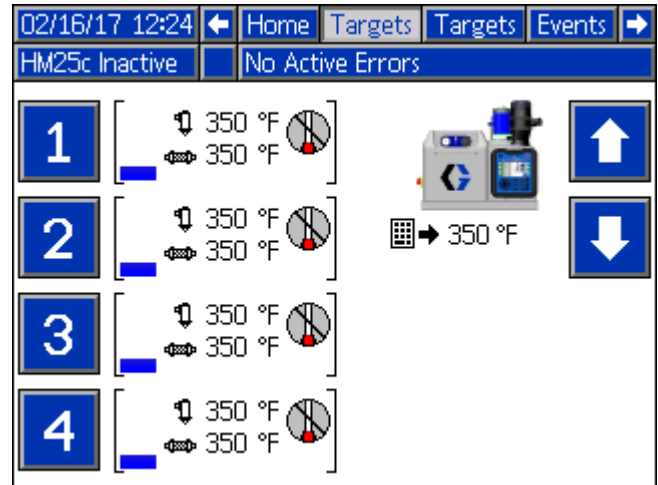 02/16/17 12:24 Home Targets Targets Events
HM25c Inactive No Active Errors
1 350 °F
350 °F
2 350 °F
350 °F
350 °F
3 350 °F
350 °F
4 350 °F
350 °F